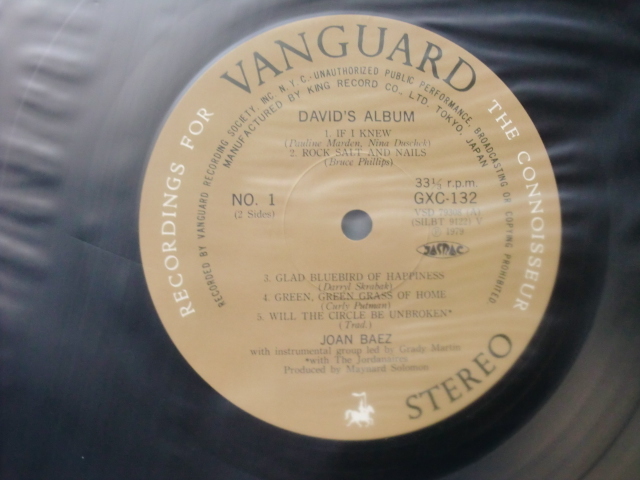 VANGUARD
RECORDINGS FOR THE CONNOISSEUR
RECORDED BY VANGUARD RECORDING SOCIETY, INC. N.Y.C.-UNAUTHORIZED PUBLIC PERFORMANCE, BROADCASTING OR COPYING PROHIBITED
MANUFACTURED BY KING RECORD CO., LTD. TOKYO, JAPAN
DAVID'S ALBUM
1. IF I KNEW
(Pauline Marden, Nina Duschek)
2. ROCK SALT AND NAILS
(Bruce Phillips)
NO. 1
(2 Sides)
33⅓ r.p.m.
GXC-132
Ⓟ 1979
JASRAC
3. GLAD BLUEBIRD OF HAPPINESS
(Darryl Skrabak)
4. GREEN, GREEN GRASS OF HOME
(Curly Putman)
5. WILL THE CIRCLE BE UNBROKEN*
(Trad.)
JOAN BAEZ
with instrumental group led by Grady Martin
*with The Jordanaires
Produced by Maynard Solomon
STEREO